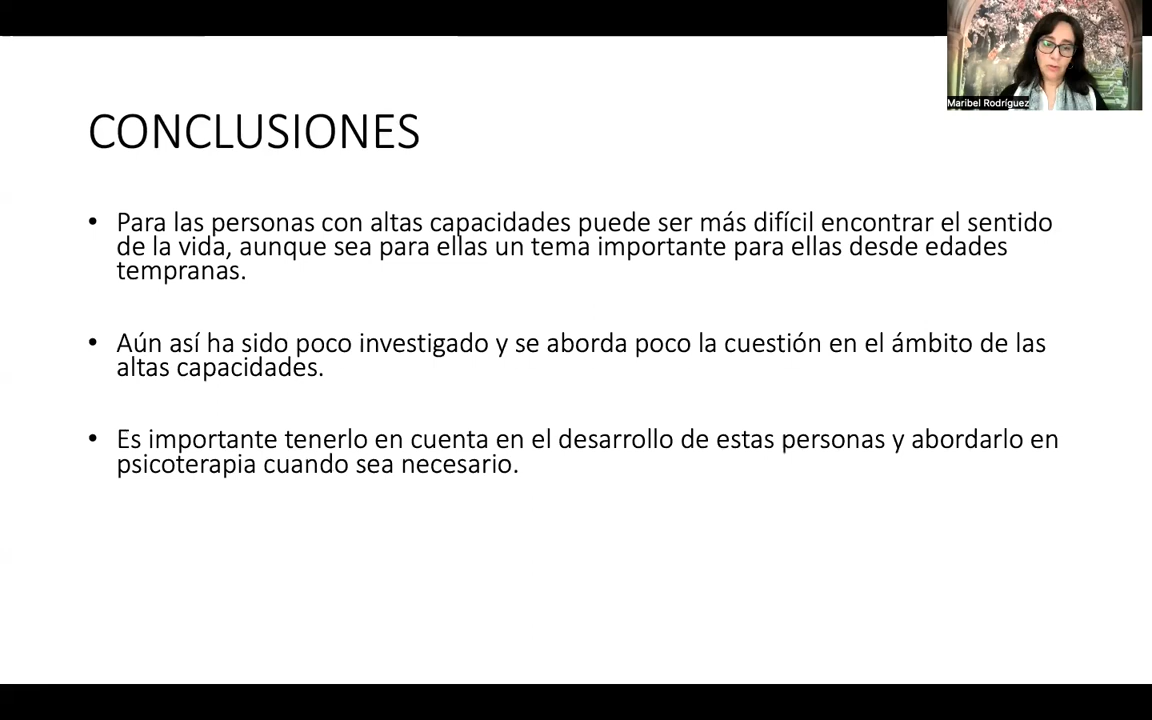 Maribel Rodríguez
CONCLUSIONES
• Para las personas con altas capacidades puede ser más difícil encontrar el sentido
de la vida, aunque sea para ellas un tema importante para ellas desde edades
tempranas.
• Aún así ha sido poco investigado y se aborda poco la cuestión en el ámbito de las
altas capacidades.
• Es importante tenerlo en cuenta en el desarrollo de estas personas y abordarlo en
psicoterapia cuando sea necesario.